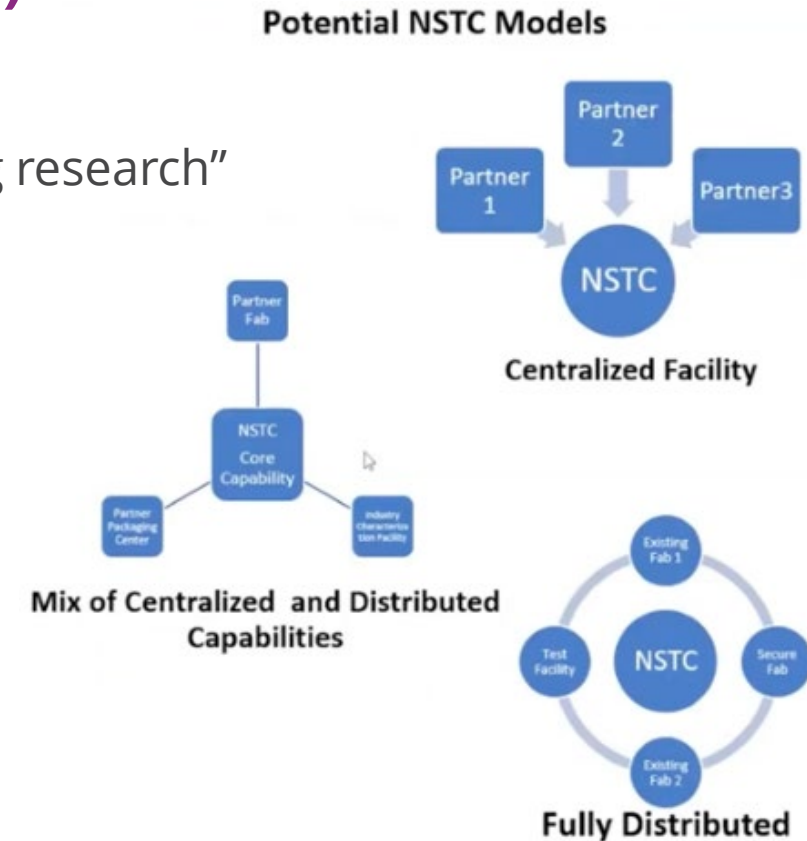 Potential NSTC Models
g research”
Partner
1
Partner
2
Partner3
NSTC
Centralized Facility
Partner
Fab
NSTC
Core
Capability
Partner
Packaging
Center
Industry
Characteriza
tion Facility
Mix of Centralized and Distributed
Capabilities
Existing
Fab 1
Test
Facility
NSTC
Secure
Fab
Existing
Fab 2
Fully Distributed